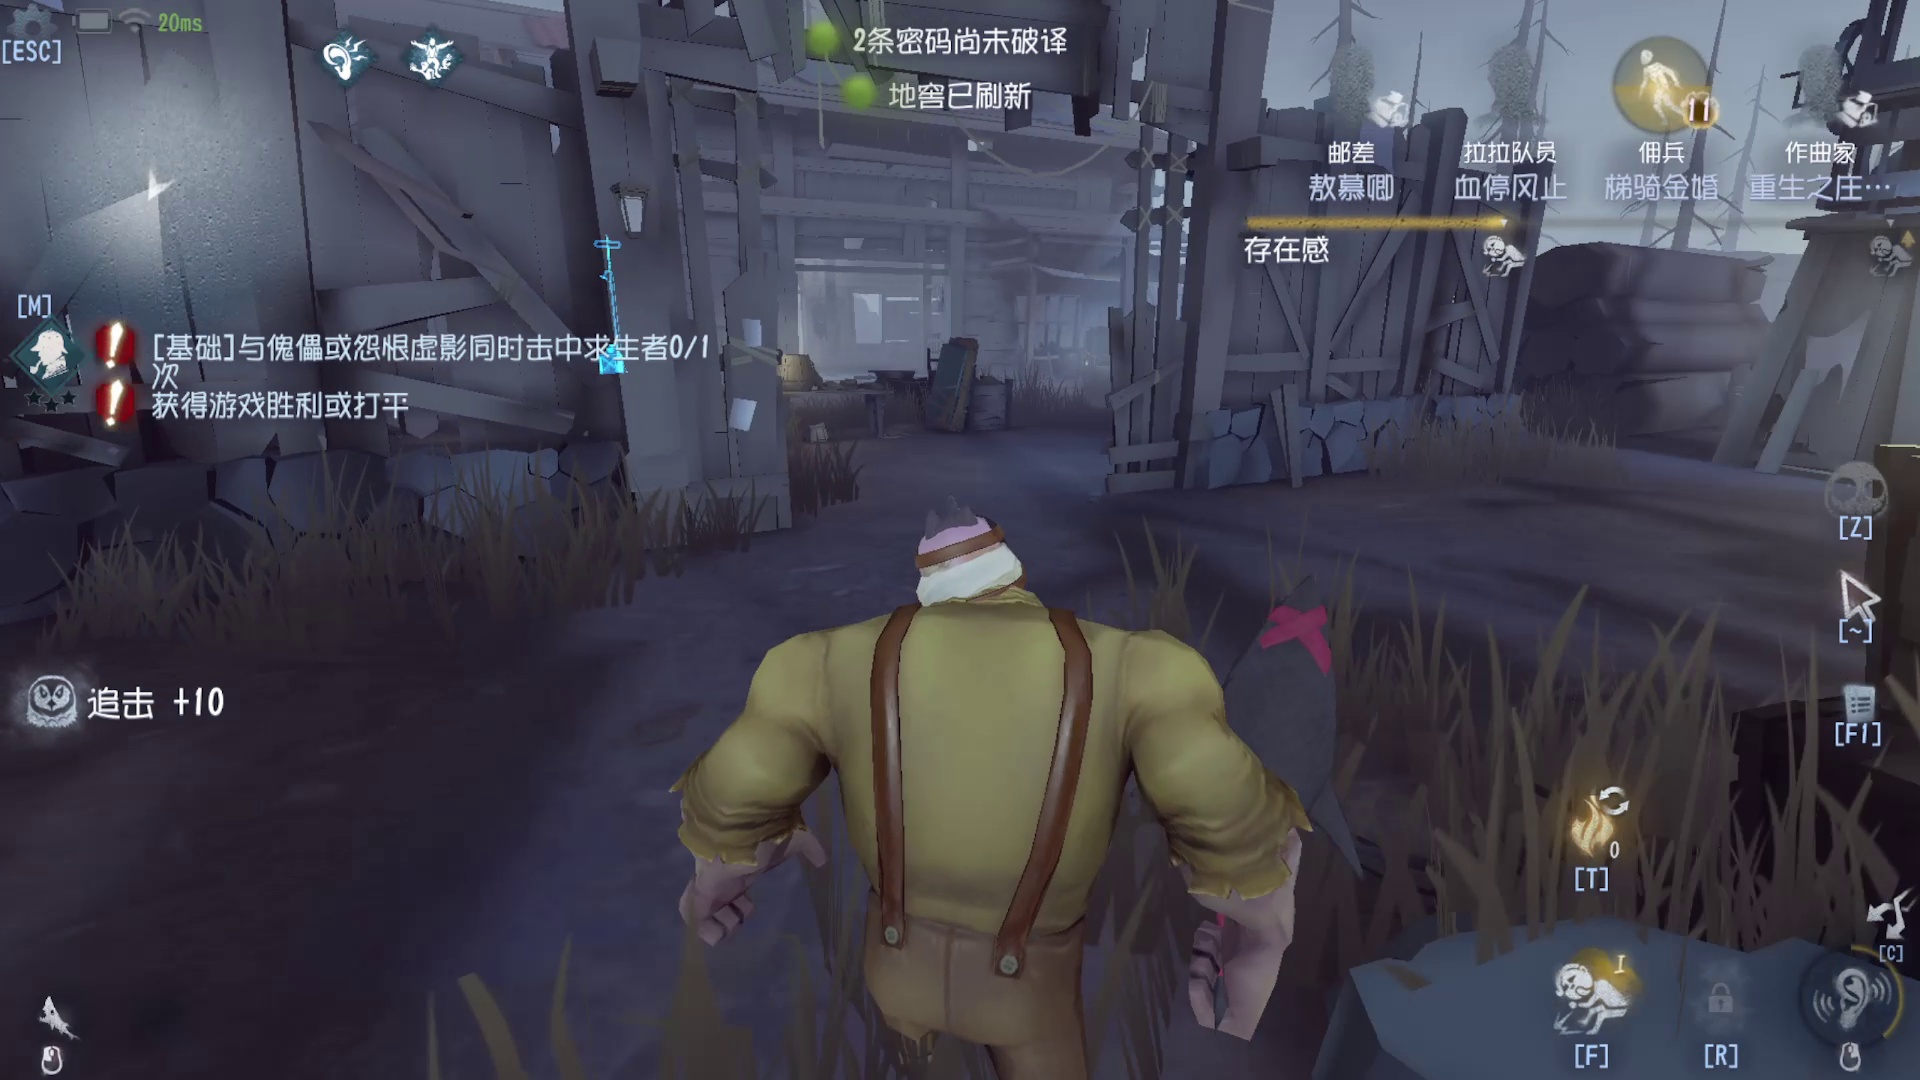 20ms
[ESC]
2条密码尚未破译
地窖已刷新
11
邮差
敖慕卿
拉拉队员
血停风止
佣兵
梯骑金婚
作曲家
重生之庄…
存在感
[M]
[基础]与傀儡或怨恨虚影同时击中求生者0/1
次
获得游戏胜利或打平
追击 +10
[Z]
[~]
[F1]
0
[T]
[C]
I
[F]
[R]